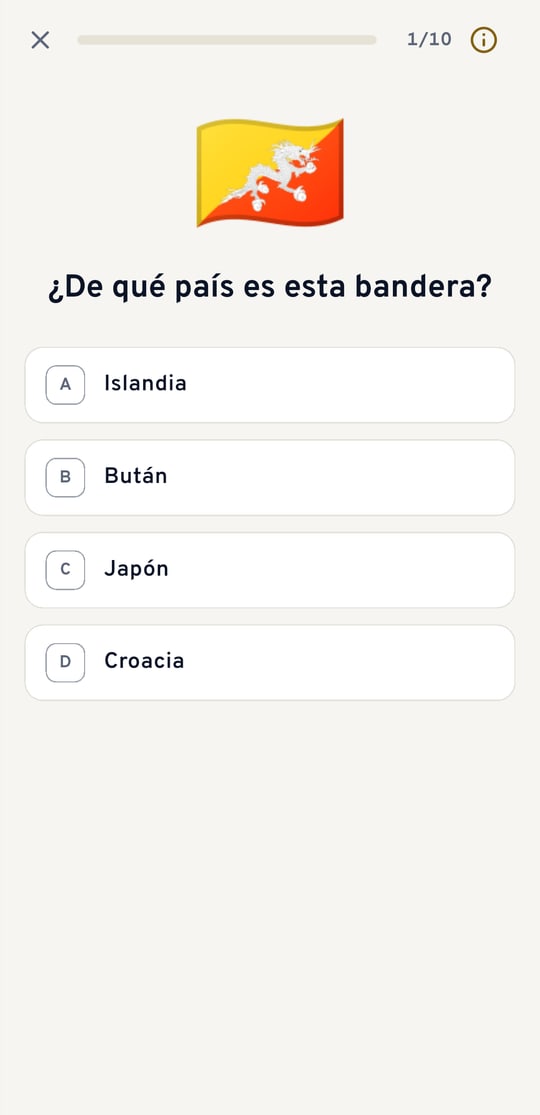 1/10
¿De qué país es esta bandera?
A Islandia
B Bután
C Japón
D Croacia